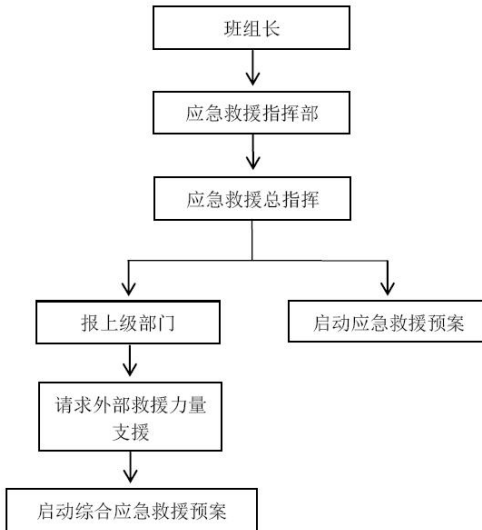 班组长
应急救援指挥部
应急救援总指挥
报上级部门
启动应急救援预案
请求外部救援力量
支援
启动综合应急救援预案